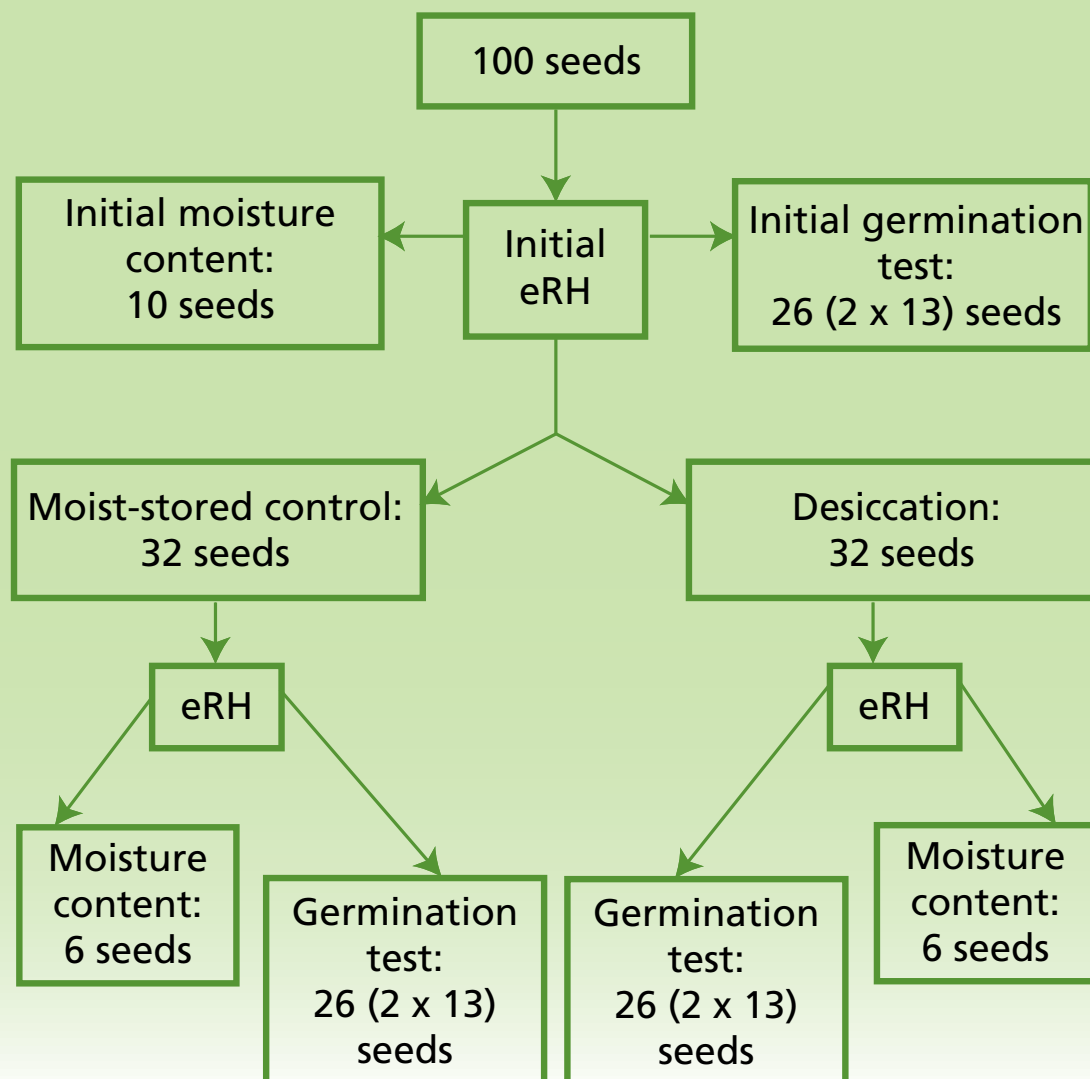 100 seeds
Initial moisture
content:
10 seeds
Initial
eRH
Initial germination
test:
26 (2 x 13) seeds
Moist-stored control:
32 seeds
Desiccation:
32 seeds
eRH
eRH
Moisture
content:
6 seeds
Germination
test:
26 (2 x 13)
seeds
Germination
test:
26 (2 x 13)
seeds
Moisture
content:
6 seeds